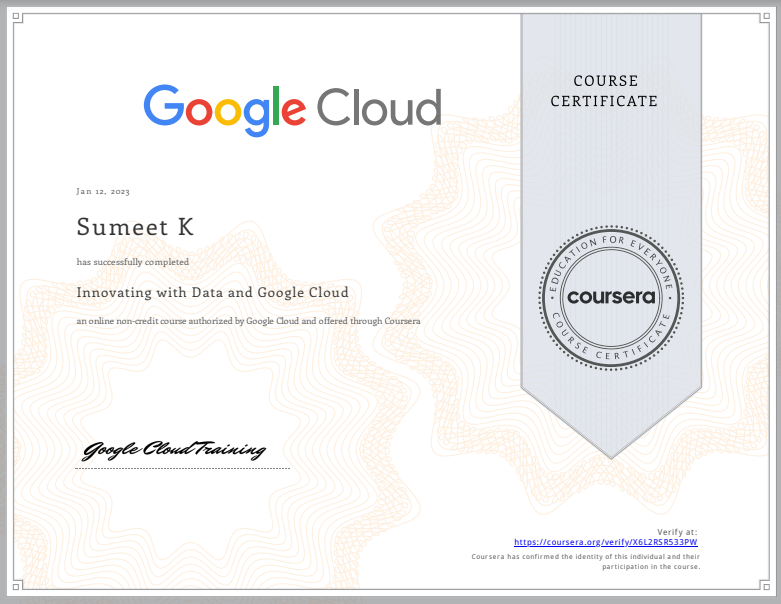 COURSE
CERTIFICATE
Google Cloud
Jan 12, 2023
Sumeet K
has successfully completed
Innovating with Data and Google Cloud
an online non-credit course authorized by Google Cloud and offered through Coursera
EDUCATION FOR EVERYONE
coursera
COURSE CERTIFICATE
Google Cloud Training
Verify at:
https://coursera.org/verify/X6L2RSR533PW
Coursera has confirmed the identity of this individual and their
participation in the course.